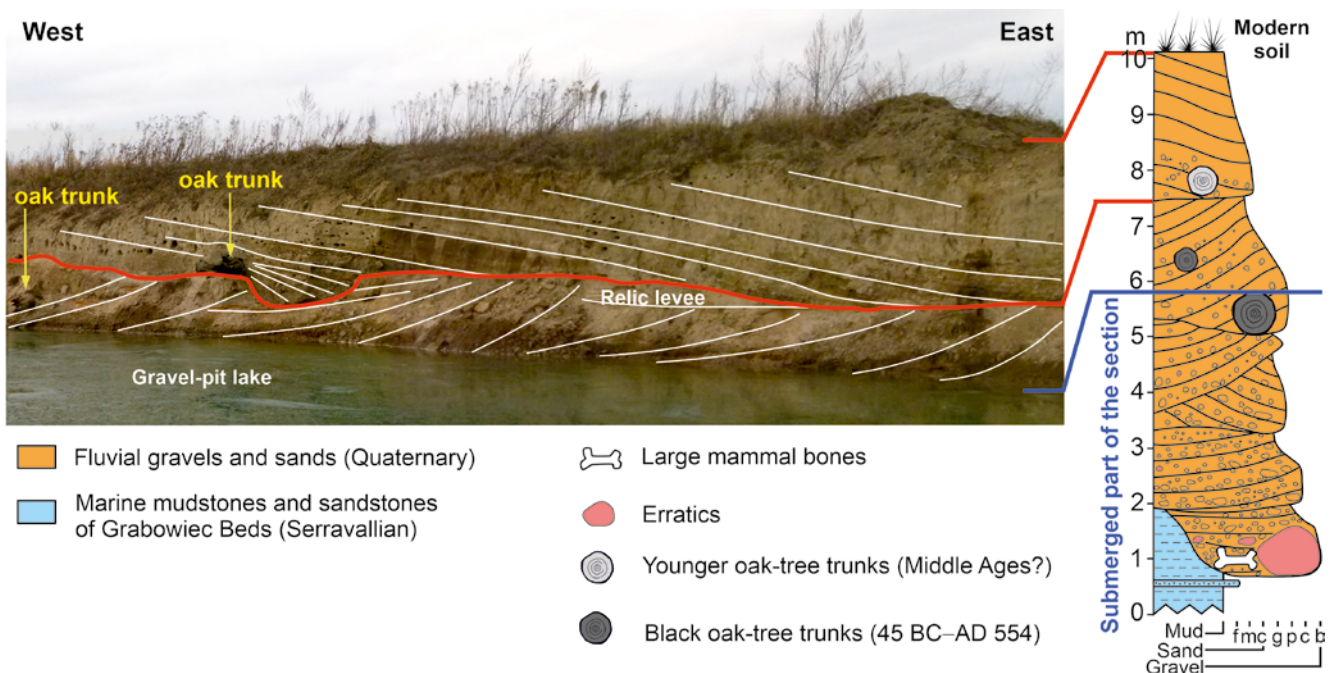 West
East
oak trunk
oak trunk
Relic levee
Gravel-pit lake
Fluvial gravels and sands (Quaternary)
Marine mudstones and sandstones
of Grabowiec Beds (Serravallian)
Large mammal bones
Erratics
Younger oak-tree trunks (Middle Ages?)
Black oak-tree trunks (45 BC–AD 554)
m
Modern
soil
10
9
8
7
6
5
4
3
2
1
0
Submerged part of the section
Mud
Sand
Gravel
f m c g p c b